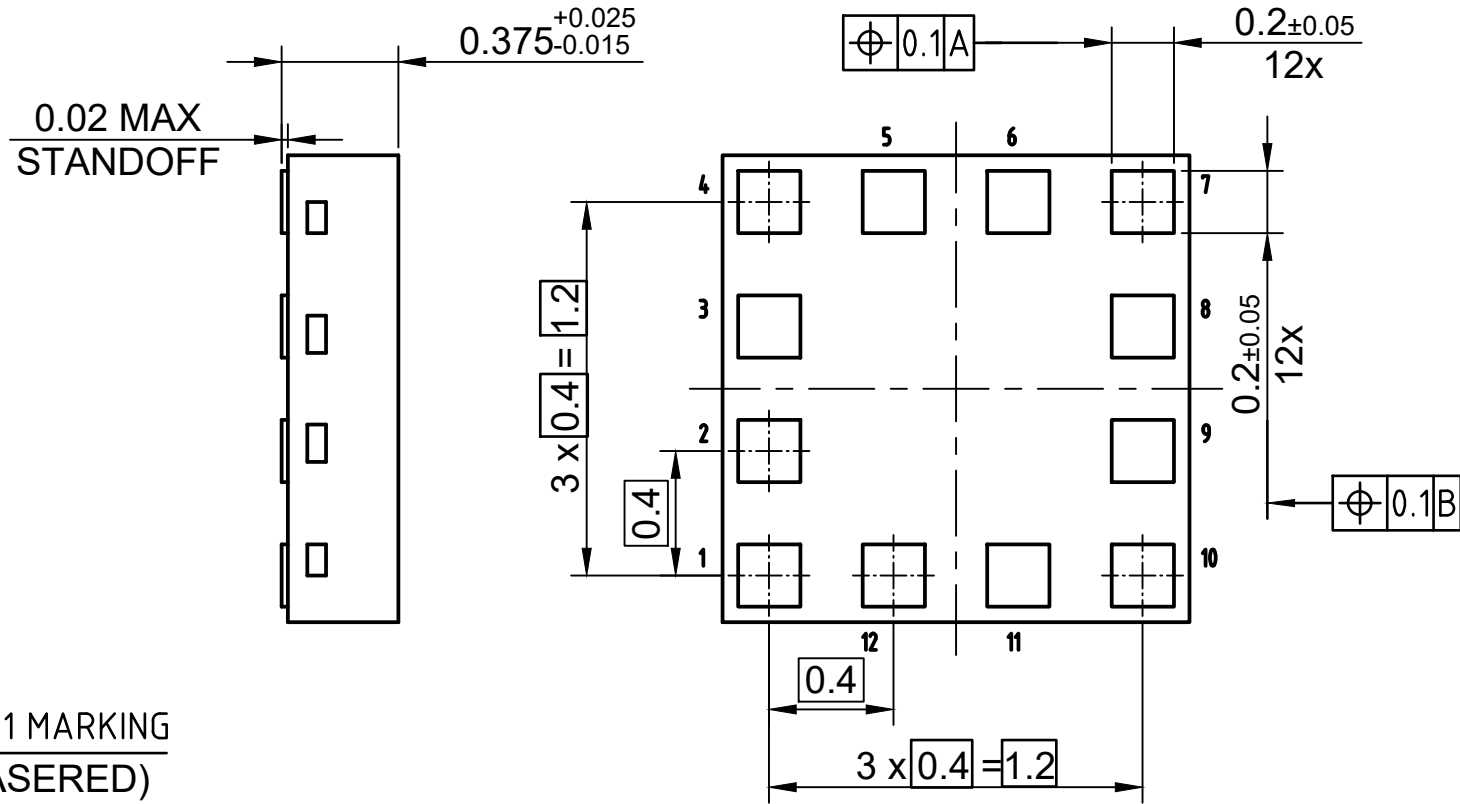 0.375 +0.025 -0.015
0.02 MAX
STANDOFF
⌖ 0.1 A
0.2±0.05
12x
5 6
4 7
3 8
2 9
1 10
12 11
3 x 0.4 = 1.2
0.4
0.2±0.05
12x
⌖ 0.1 B
0.4
3 x 0.4 = 1.2
1 MARKING
ASERED)